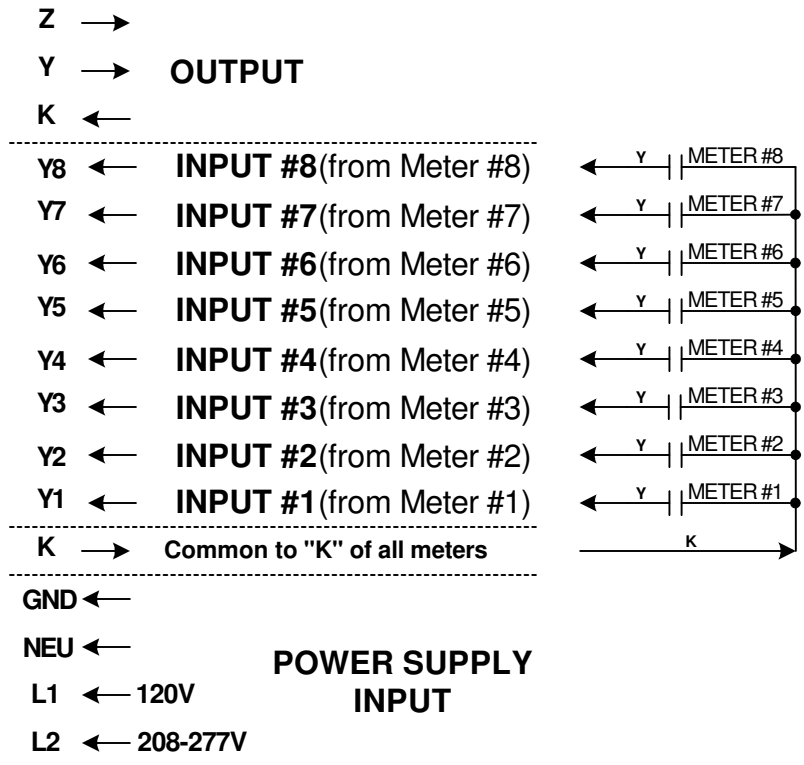 Z
Y OUTPUT
K
Y8 INPUT #8(from Meter #8) Y METER #8
Y7 INPUT #7(from Meter #7) Y METER #7
Y6 INPUT #6(from Meter #6) Y METER #6
Y5 INPUT #5(from Meter #5) Y METER #5
Y4 INPUT #4(from Meter #4) Y METER #4
Y3 INPUT #3(from Meter #3) Y METER #3
Y2 INPUT #2(from Meter #2) Y METER #2
Y1 INPUT #1(from Meter #1) Y METER #1
K Common to "K" of all meters K
GND
NEU
POWER SUPPLY
INPUT
L1 120V
L2 208-277V